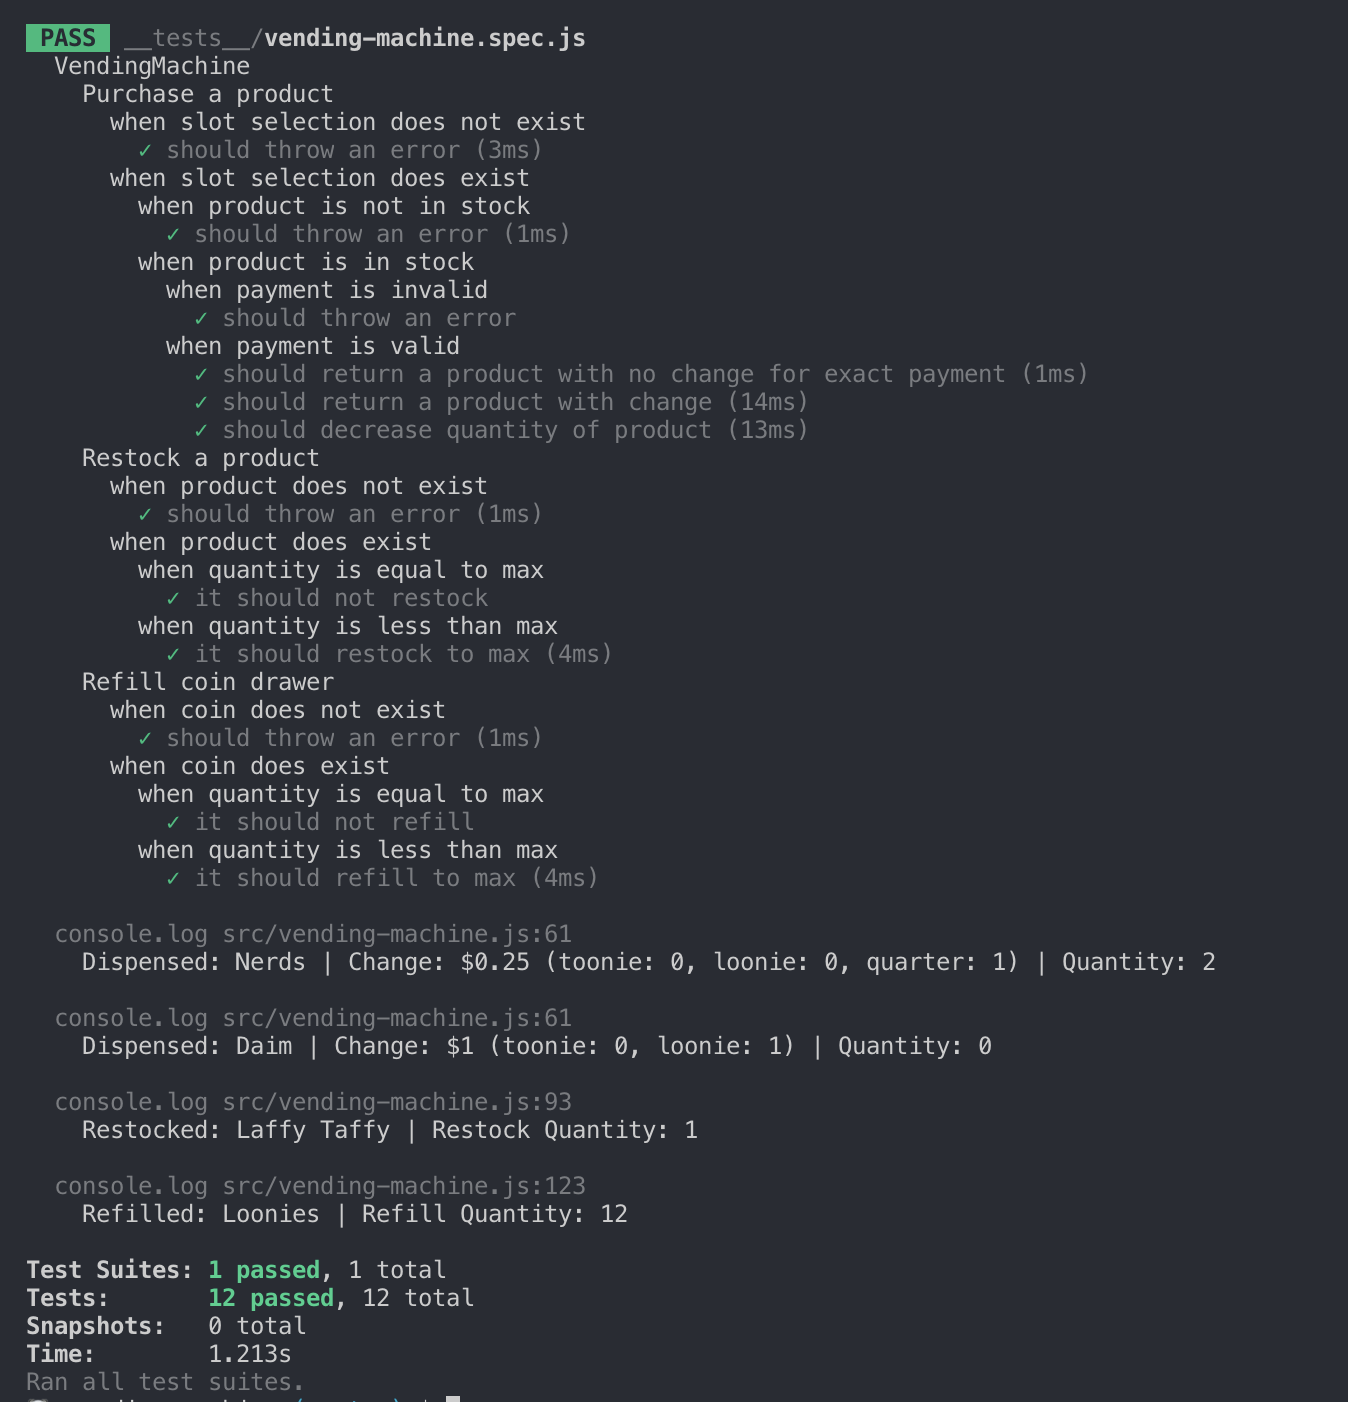 PASS __tests__/vending-machine.spec.js
VendingMachine
Purchase a product
when slot selection does not exist
✓ should throw an error (3ms)
when slot selection does exist
when product is not in stock
✓ should throw an error (1ms)
when product is in stock
when payment is invalid
✓ should throw an error
when payment is valid
✓ should return a product with no change for exact payment (1ms)
✓ should return a product with change (14ms)
✓ should decrease quantity of product (13ms)
Restock a product
when product does not exist
✓ should throw an error (1ms)
when product does exist
when quantity is equal to max
✓ it should not restock
when quantity is less than max
✓ it should restock to max (4ms)
Refill coin drawer
when coin does not exist
✓ should throw an error (1ms)
when coin does exist
when quantity is equal to max
✓ it should not refill
when quantity is less than max
✓ it should refill to max (4ms)
console.log src/vending-machine.js:61
Dispensed: Nerds | Change: $0.25 (toonie: 0, loonie: 0, quarter: 1) | Quantity: 2
console.log src/vending-machine.js:61
Dispensed: Daim | Change: $1 (toonie: 0, loonie: 1) | Quantity: 0
console.log src/vending-machine.js:93
Restocked: Laffy Taffy | Restock Quantity: 1
console.log src/vending-machine.js:123
Refilled: Loonies | Refill Quantity: 12
Test Suites: 1 passed, 1 total
Tests: 12 passed, 12 total
Snapshots: 0 total
Time: 1.213s
Ran all test suites.